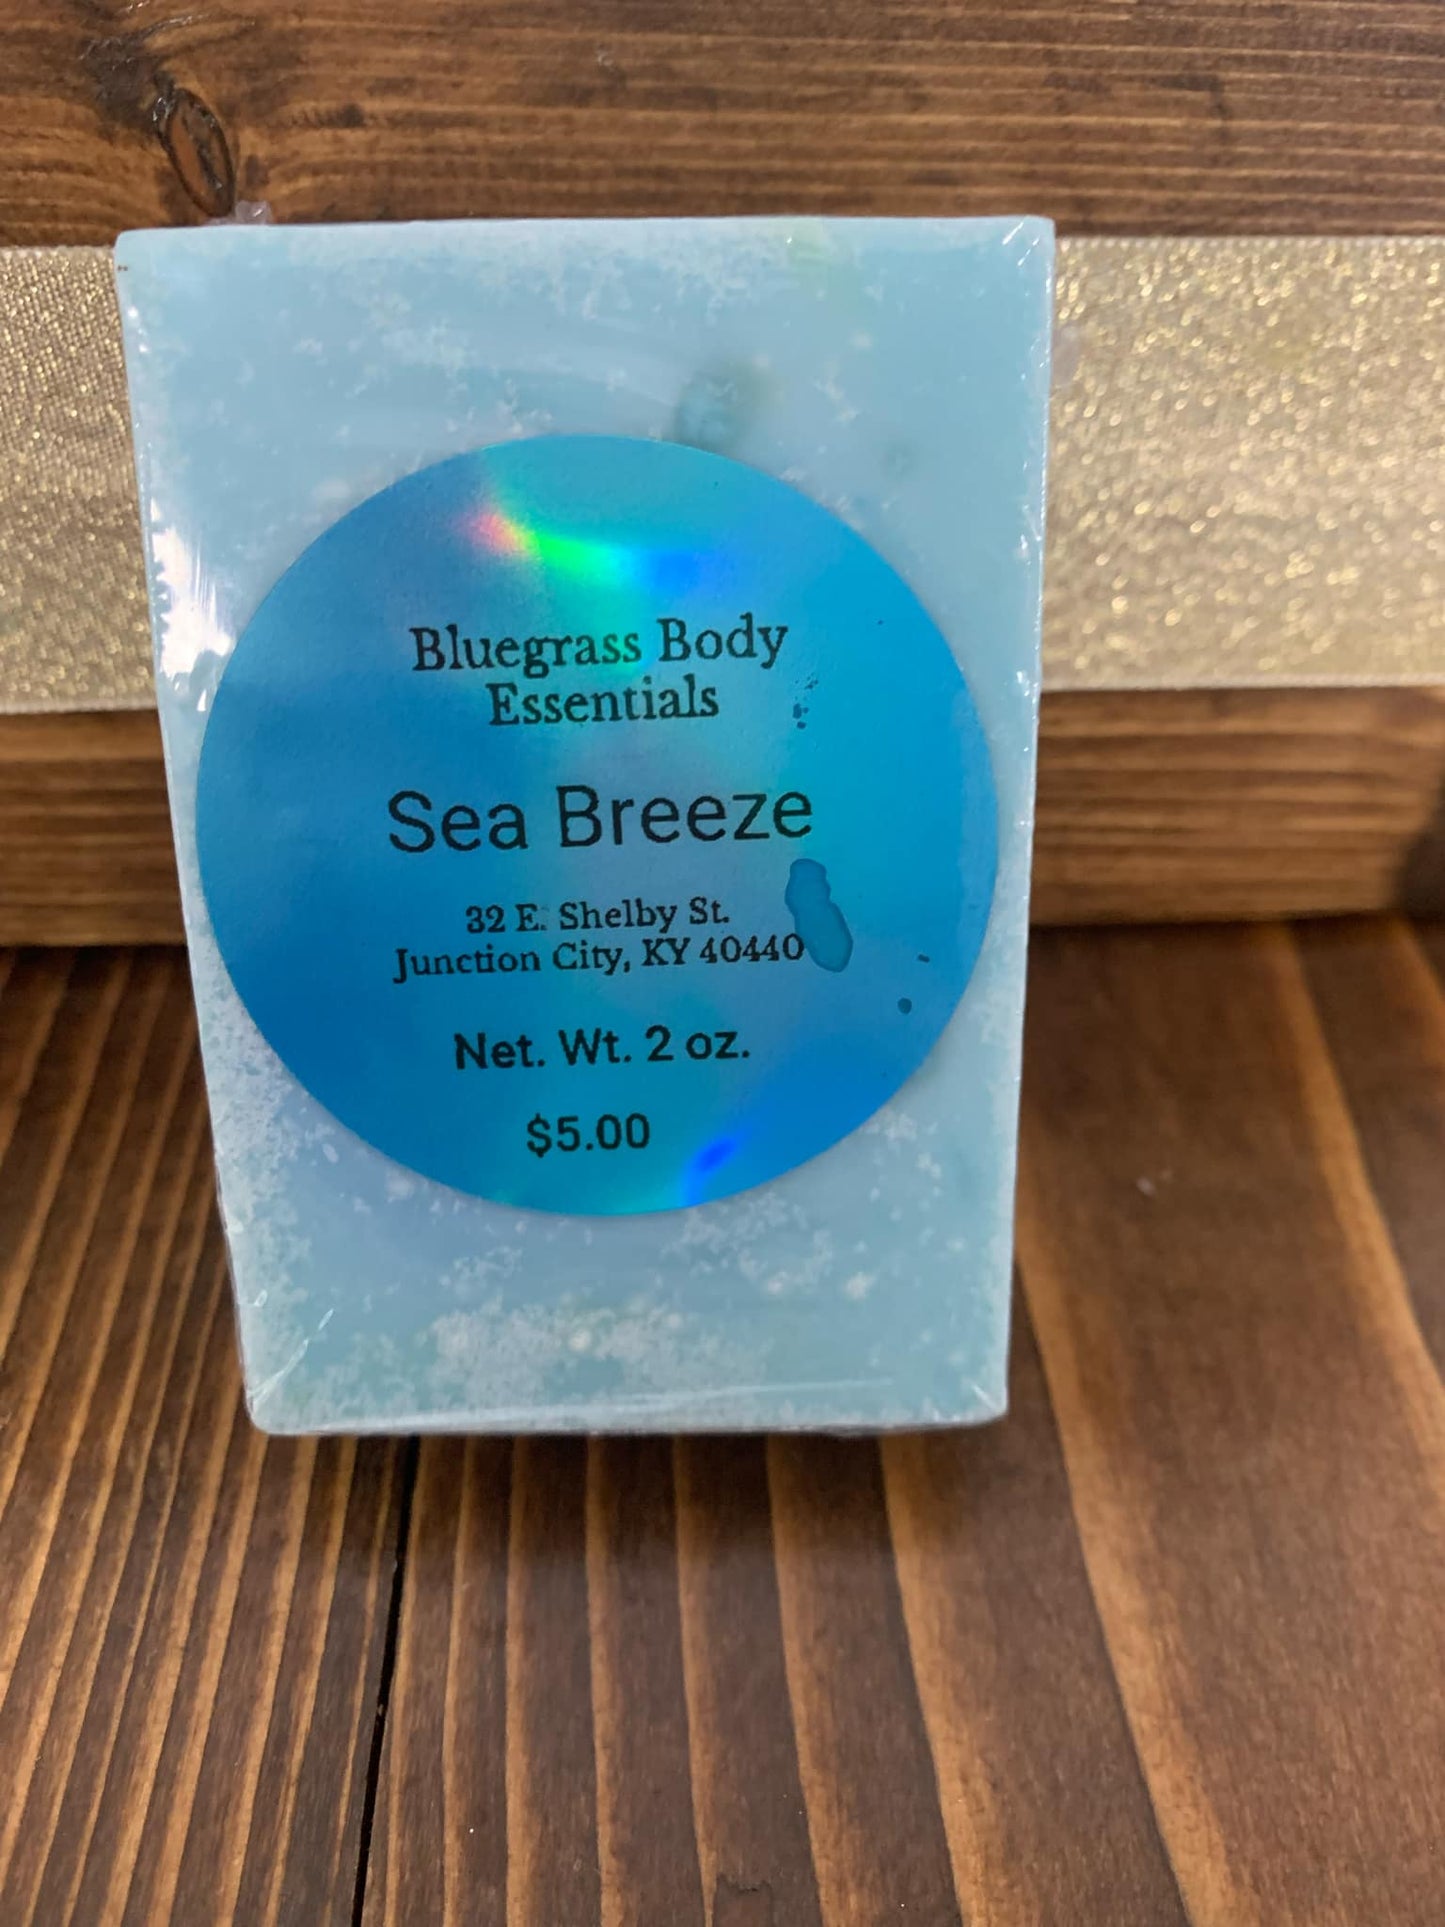 Bluegrass Body
Essentials
Sea Breeze
32 E. Shelby St.
Junction City, KY 40440
Net. Wt. 2 oz.
$5.00